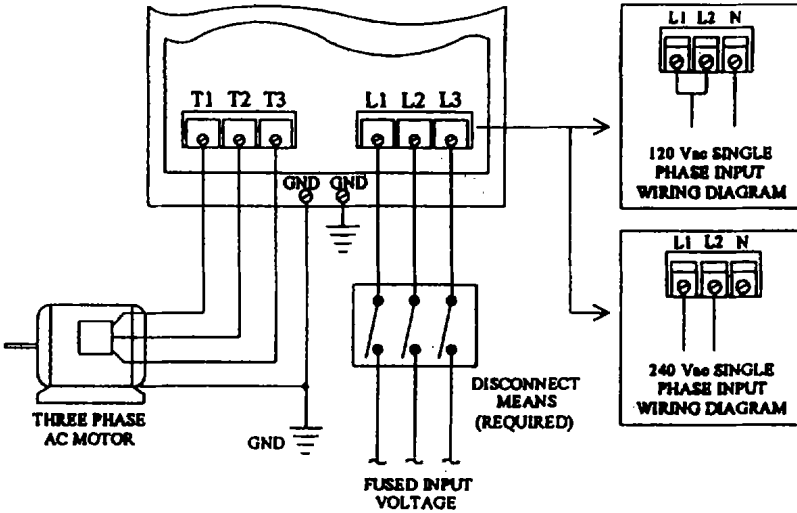 T1 T2 T3
L1 L2 L3
GND GND
THREE PHASE
AC MOTOR
GND
DISCONNECT
MEANS
(REQUIRED)
FUSED INPUT
VOLTAGE
L1 L2 N
120 Vac SINGLE
PHASE INPUT
WIRING DIAGRAM
L1 L2 N
240 Vac SINGLE
PHASE INPUT
WIRING DIAGRAM